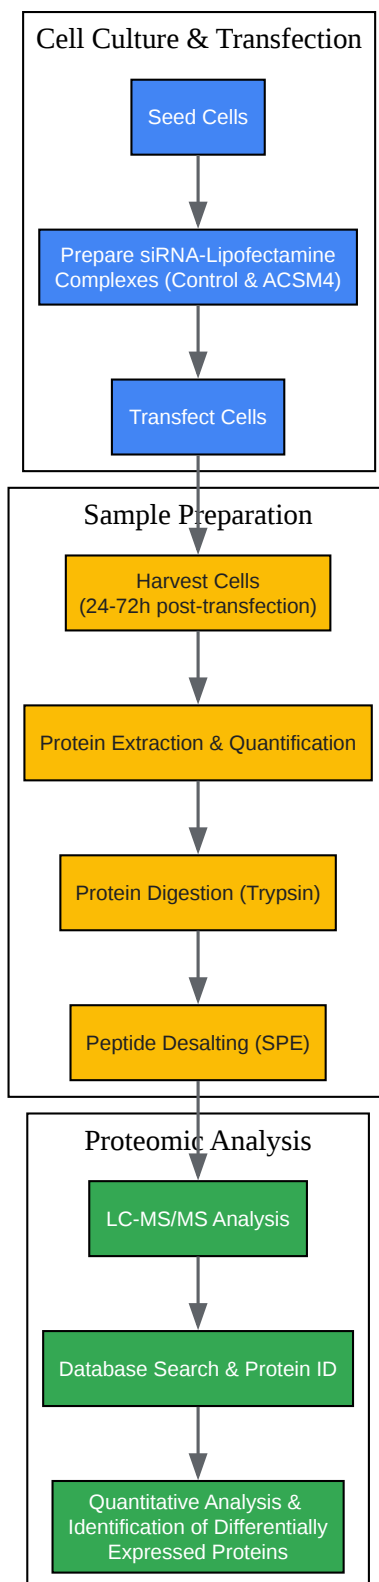 Cell Culture & Transfection
Seed Cells
Prepare siRNA-Lipofectamine
Complexes (Control & ACSM4)
Transfect Cells
Sample Preparation
Harvest Cells
(24-72h post-transfection)
Protein Extraction & Quantification
Protein Digestion (Trypsin)
Peptide Desalting (SPE)
Proteomic Analysis
LC-MS/MS Analysis
Database Search & Protein ID
Quantitative Analysis &
Identification of Differentially
Expressed Proteins